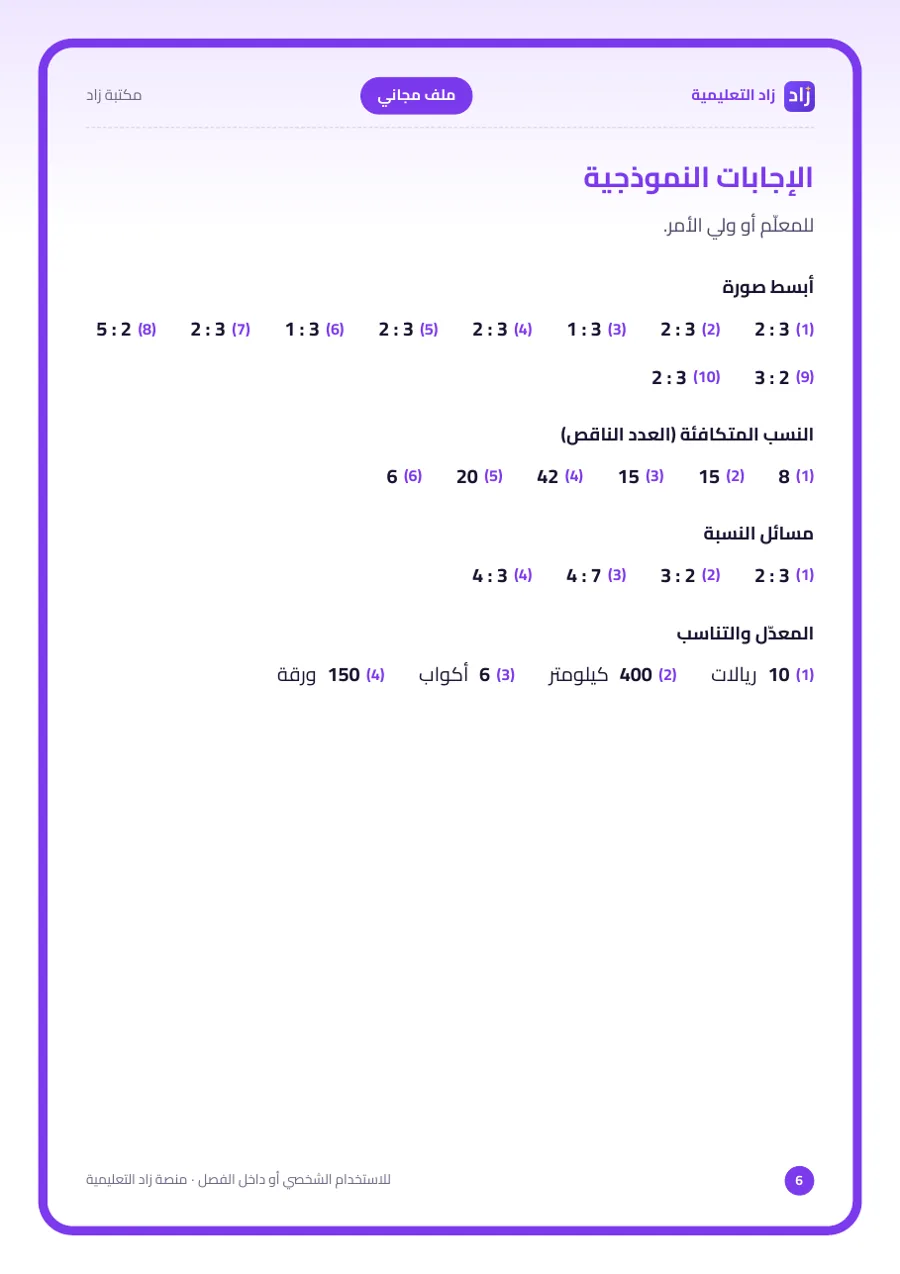 زاد زاد التعليمية
ملف مجاني
مكتبة زاد
الإجابات النموذجية
للمعلّم أو ولي الأمر.
أبسط صورة
(1) 2 : 3 (2) 2 : 3 (3) 1 : 3 (4) 2 : 3 (5) 2 : 3 (6) 1 : 3 (7) 2 : 3 (8) 5 : 2
(9) 3 : 2 (10) 2 : 3
النسب المتكافئة (العدد الناقص)
(1) 8 (2) 15 (3) 15 (4) 42 (5) 20 (6) 6
مسائل النسبة
(1) 2 : 3 (2) 3 : 2 (3) 4 : 7 (4) 4 : 3
المعدّل والتناسب
(1) 10 ريالات (2) 400 كيلومتر (3) 6 أكواب (4) 150 ورقة
6
للاستخدام الشخصي أو داخل الفصل · منصة زاد التعليمية